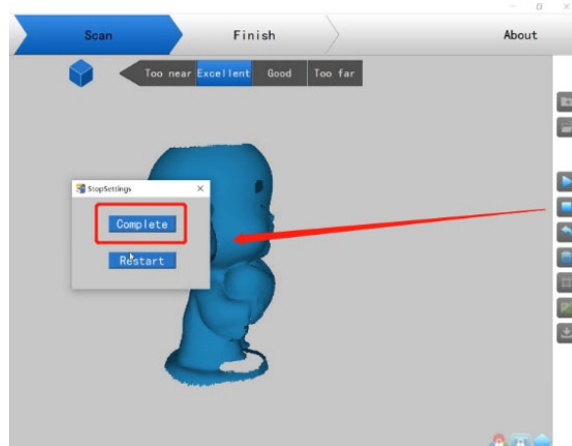 Scan Finish About
Too near Excellent Good Too far
StopSettings
Complete
Restart